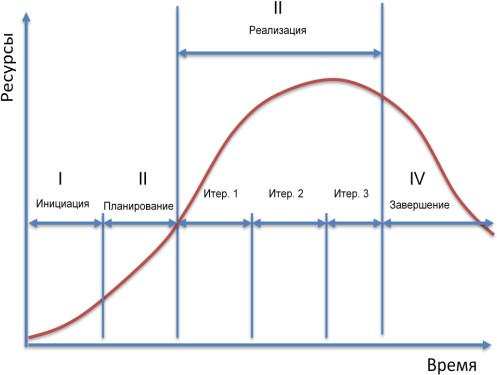 Ресурсы
II
Реализация
I
Инициация
II
Планирование
Итер. 1
Итер. 2
Итер. 3
IV
Завершение
Время